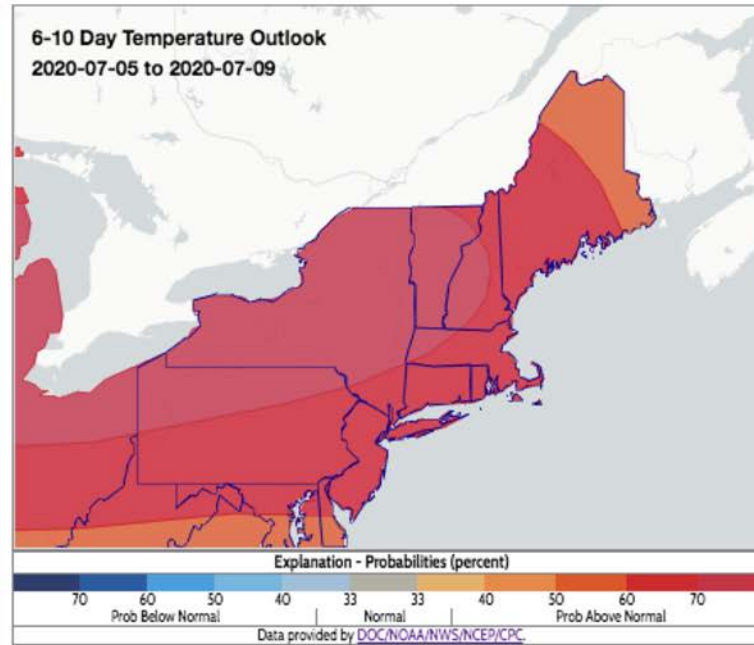 6-10 Day Temperature Outlook
2020-07-05 to 2020-07-09
Explanation - Probabilities (percent)
70 60 50 40 33 33 40 50 60 70
Prob Below Normal | Normal | Prob Above Normal
Data provided by DOC/NOAA/NWS/NCEP/CPC.